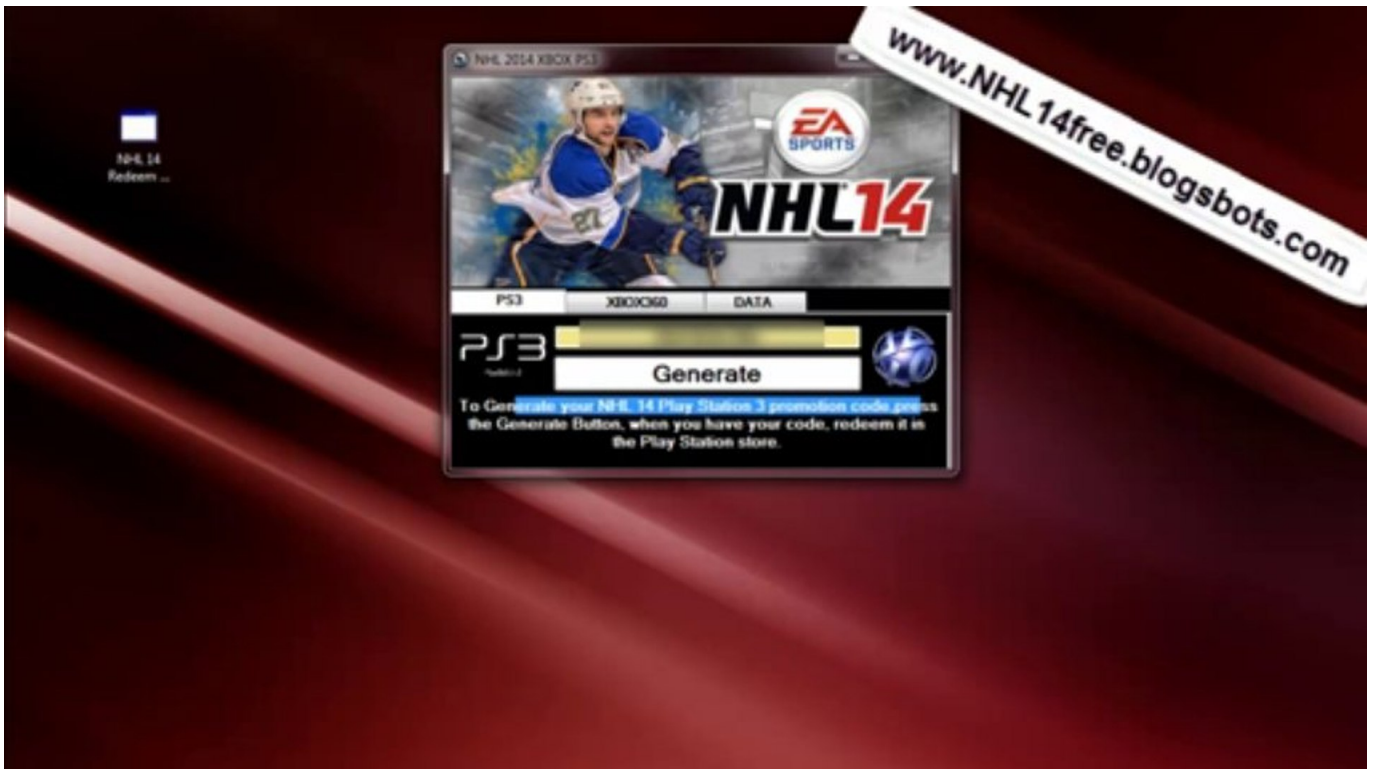 www.NHL14free.blogsbots.com
NHL 2014 XBOX PS3
NHL 14
Redeem ...
27
EA
SPORTS
NHL14
PS3
XBOX360
DATA
PS3
Generate
To Generate your NHL 14 Play Station 3 promotion code,press
the Generate Button, when you have your code, redeem it in
the Play Station store.